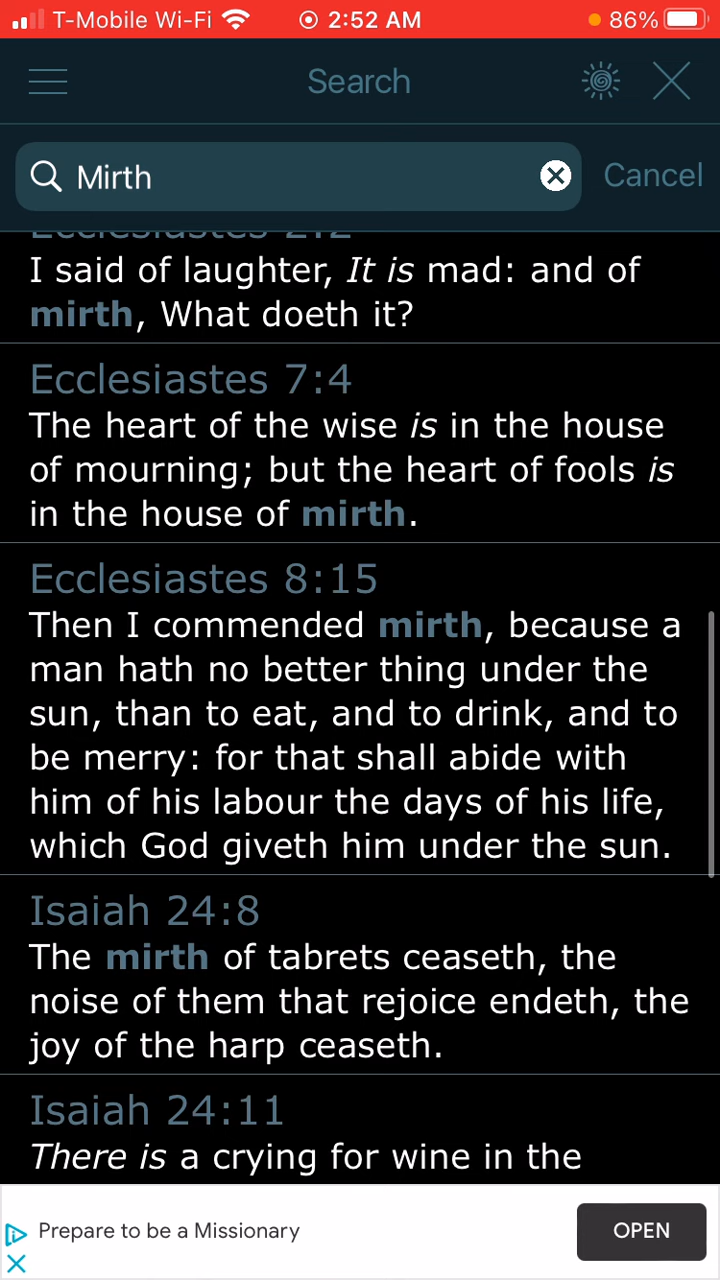 T-Mobile Wi-Fi 2:52 AM 86%
Search
Mirth Cancel
Ecclesiastes 2:2
I said of laughter, It is mad: and of
mirth, What doeth it?
Ecclesiastes 7:4
The heart of the wise is in the house
of mourning; but the heart of fools is
in the house of mirth.
Ecclesiastes 8:15
Then I commended mirth, because a
man hath no better thing under the
sun, than to eat, and to drink, and to
be merry: for that shall abide with
him of his labour the days of his life,
which God giveth him under the sun.
Isaiah 24:8
The mirth of tabrets ceaseth, the
noise of them that rejoice endeth, the
joy of the harp ceaseth.
Isaiah 24:11
There is a crying for wine in the
Prepare to be a Missionary
OPEN